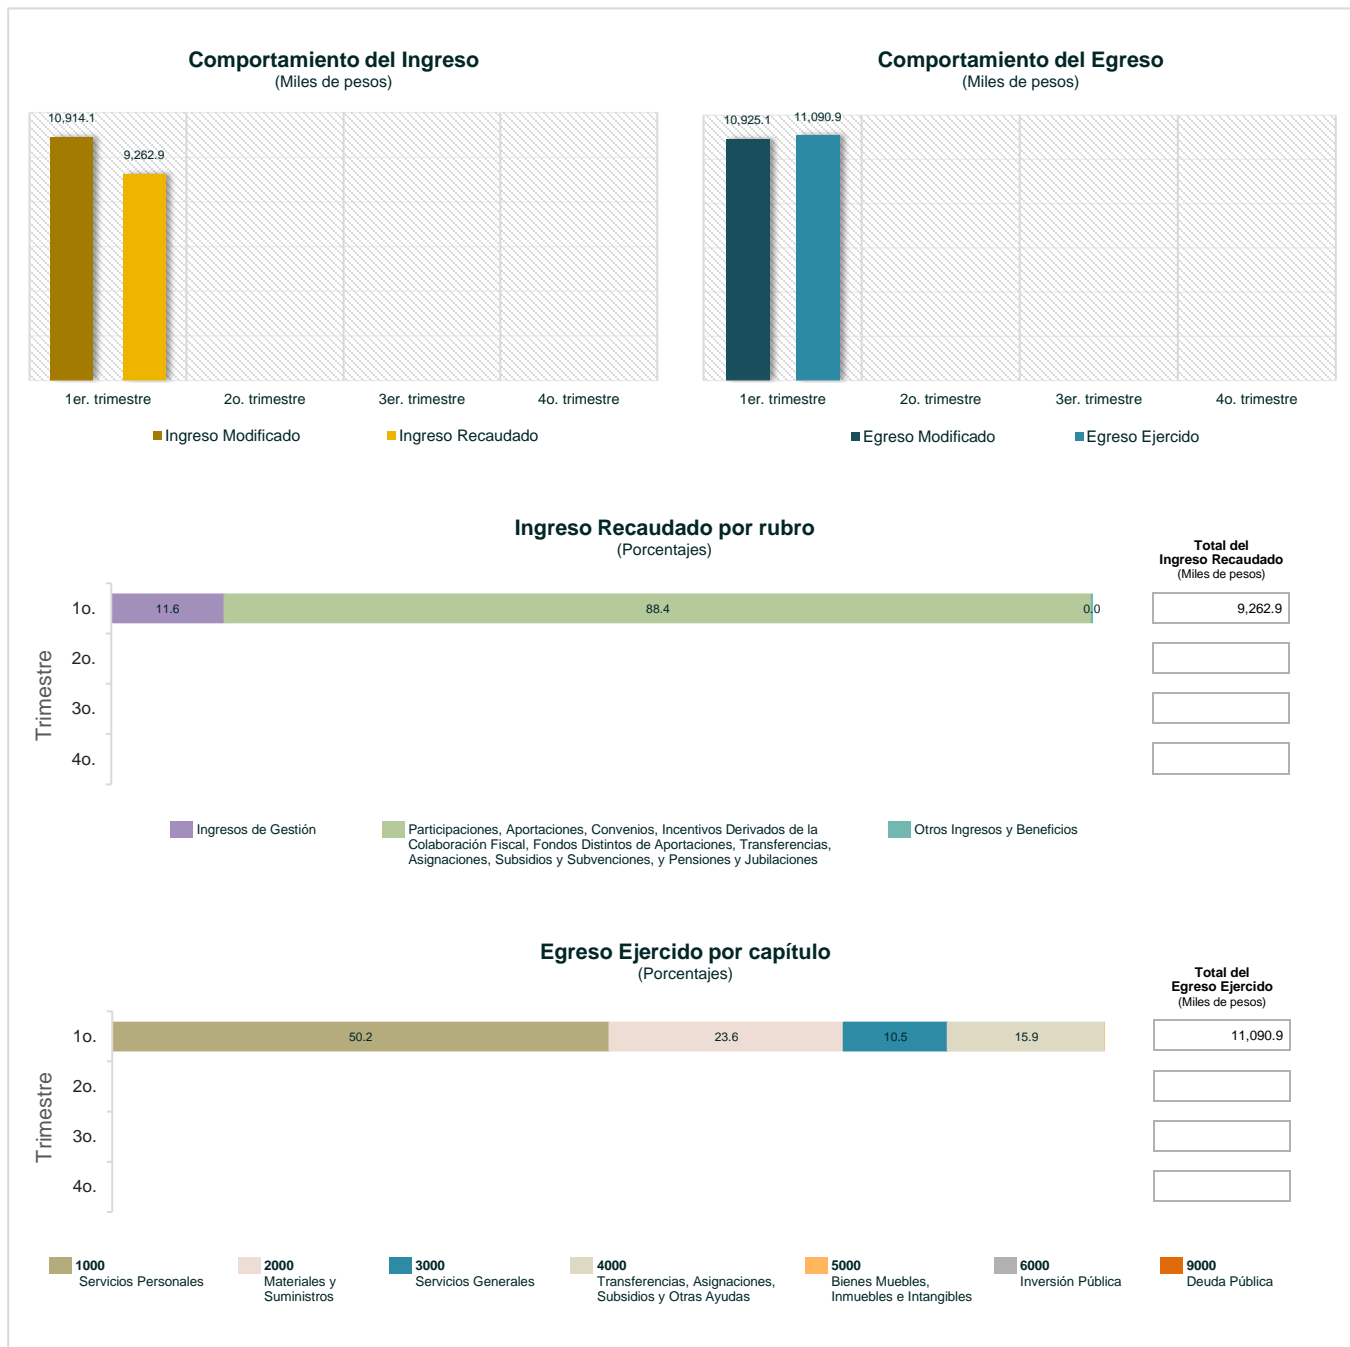 Comportamiento del Ingreso
(Miles de pesos)
10,914.1
9,262.9
1er. trimestre
2o. trimestre
3er. trimestre
4o. trimestre
Ingreso Modificado
Ingreso Recaudado
Comportamiento del Egreso
(Miles de pesos)
10,925.1
11,090.9
1er. trimestre
2o. trimestre
3er. trimestre
4o. trimestre
Egreso Modificado
Egreso Ejercido
Ingreso Recaudado por rubro
(Porcentajes)
Total del
Ingreso Recaudado
(Miles de pesos)
Trimestre
1o.
11.6
88.4
0.0
9,262.9
2o.
3o.
4o.
Ingresos de Gestión
Participaciones, Aportaciones, Convenios, Incentivos Derivados de la
Colaboración Fiscal, Fondos Distintos de Aportaciones, Transferencias,
Asignaciones, Subsidios y Subvenciones, y Pensiones y Jubilaciones
Otros Ingresos y Beneficios
Egreso Ejercido por capítulo
(Porcentajes)
Total del
Egreso Ejercido
(Miles de pesos)
Trimestre
1o.
50.2
23.6
10.5
15.9
11,090.9
2o.
3o.
4o.
1000
Servicios Personales
2000
Materiales y
Suministros
3000
Servicios Generales
4000
Transferencias, Asignaciones,
Subsidios y Otras Ayudas
5000
Bienes Muebles,
Inmuebles e Intangibles
6000
Inversión Pública
9000
Deuda Pública